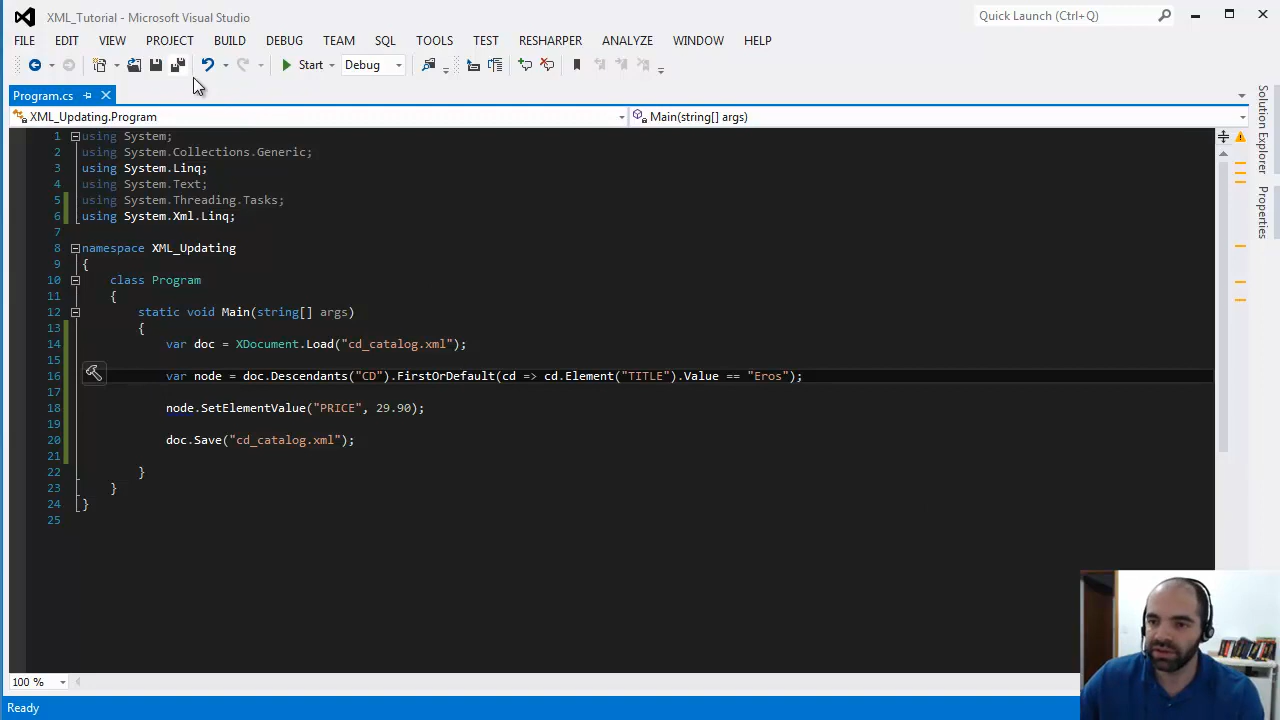 XML_Tutorial - Microsoft Visual Studio
Quick Launch (Ctrl+Q)
FILE EDIT VIEW PROJECT BUILD DEBUG TEAM SQL TOOLS TEST RESHARPER ANALYZE WINDOW HELP
Start Debug
Program.cs
XML_Updating.Program
Main(string[] args)
1 using System;
2 using System.Collections.Generic;
3 using System.Linq;
4 using System.Text;
5 using System.Threading.Tasks;
6 using System.Xml.Linq;
7
8 namespace XML_Updating
9 {
10 class Program
11 {
12 static void Main(string[] args)
13 {
14 var doc = XDocument.Load("cd_catalog.xml");
15
16 var node = doc.Descendants("CD").FirstOrDefault(cd => cd.Element("TITLE").Value == "Eros");
17
18 node.SetElementValue("PRICE", 29.90);
19
20 doc.Save("cd_catalog.xml");
21
22 }
23 }
24 }
25
Solution Explorer
Properties
100 %
Ready